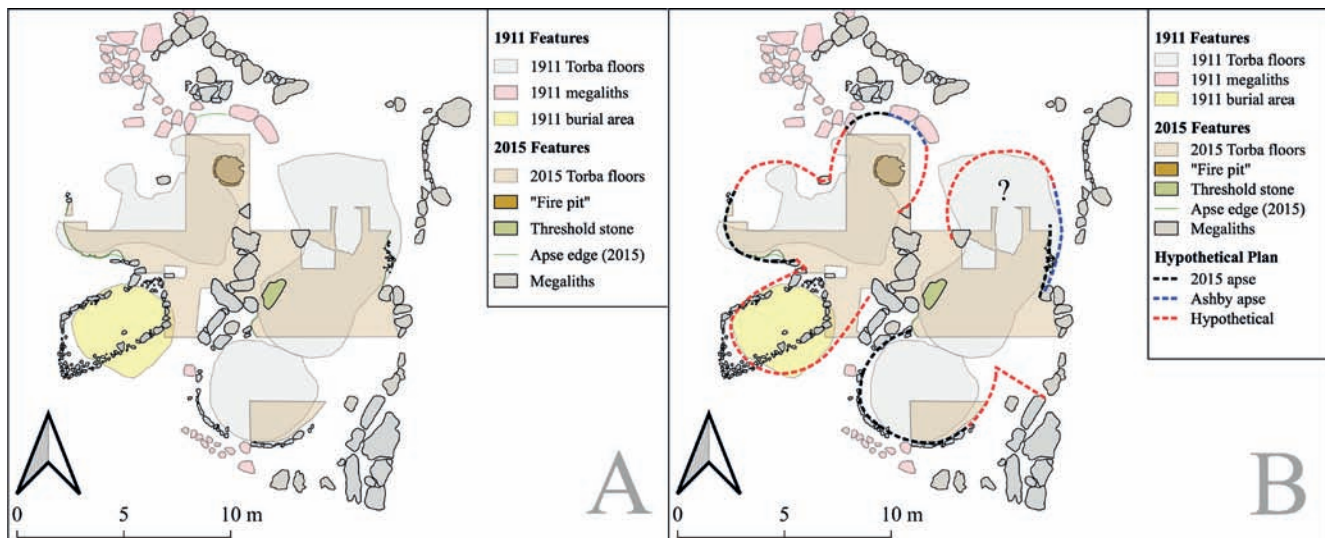 1911 Features
1911 Torba floors
1911 megaliths
1911 burial area
2015 Features
2015 Torba floors
"Fire pit"
Threshold stone
Apse edge (2015)
Megaliths
0 5 10 m
A
?
1911 Features
1911 Torba floors
1911 megaliths
1911 burial area
2015 Features
2015 Torba floors
"Fire pit"
Threshold stone
Apse edge (2015)
Megaliths
Hypothetical Plan
2015 apse
Ashby apse
Hypothetical
0 5 10 m
B